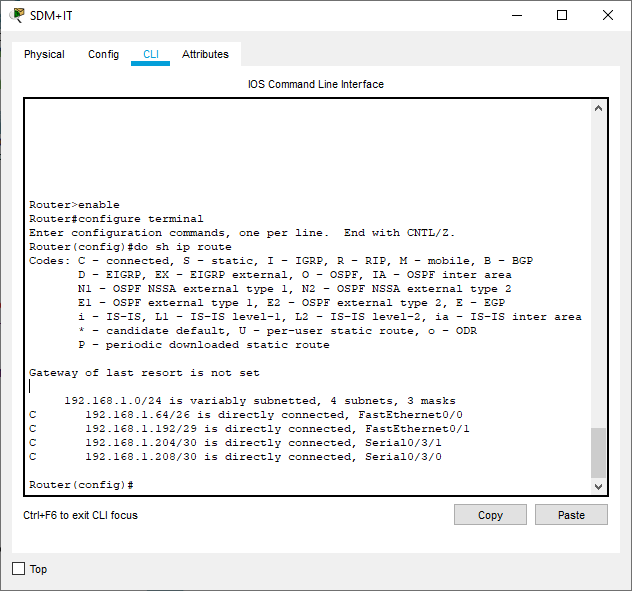 SDM+IT
Physical Config CLI Attributes
IOS Command Line Interface
Router>enable
Router#configure terminal
Enter configuration commands, one per line.  End with CNTL/Z.
Router(config)#do sh ip route
Codes: C - connected, S - static, I - IGRP, R - RIP, M - mobile, B - BGP
       D - EIGRP, EX - EIGRP external, O - OSPF, IA - OSPF inter area
       N1 - OSPF NSSA external type 1, N2 - OSPF NSSA external type 2
       E1 - OSPF external type 1, E2 - OSPF external type 2, E - EGP
       i - IS-IS, L1 - IS-IS level-1, L2 - IS-IS level-2, ia - IS-IS inter area
       * - candidate default, U - per-user static route, o - ODR
       P - periodic downloaded static route
Gateway of last resort is not set
     192.168.1.0/24 is variably subnetted, 4 subnets, 3 masks
C       192.168.1.64/26 is directly connected, FastEthernet0/0
C       192.168.1.192/29 is directly connected, FastEthernet0/1
C       192.168.1.204/30 is directly connected, Serial0/3/1
C       192.168.1.208/30 is directly connected, Serial0/3/0
Router(config)#
Ctrl+F6 to exit CLI focus
Copy Paste
Top